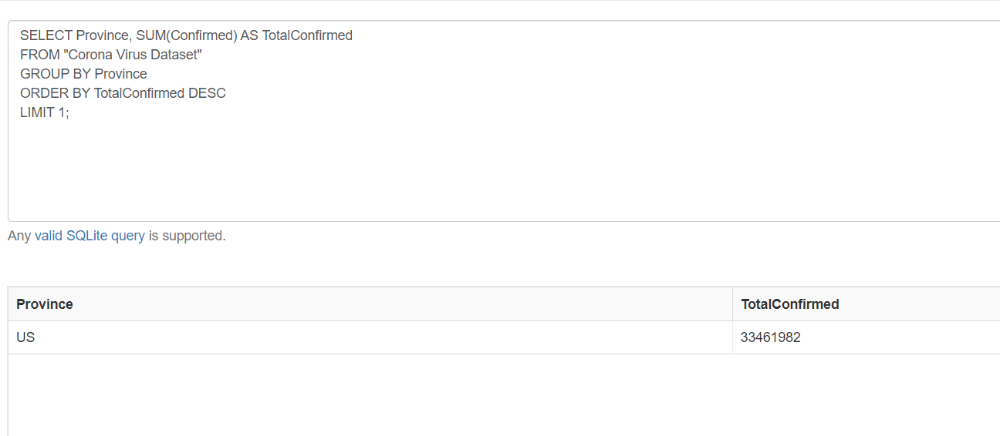 SELECT Province, SUM(Confirmed) AS TotalConfirmed
FROM "Corona Virus Dataset"
GROUP BY Province
ORDER BY TotalConfirmed DESC
LIMIT 1;
Any valid SQLite query is supported.
Province TotalConfirmed
US 33461982